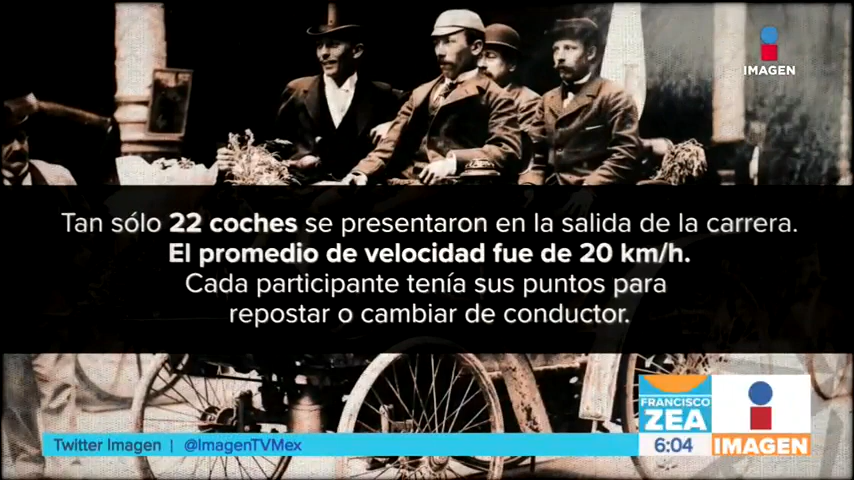 IMAGEN
Tan sólo 22 coches se presentaron en la salida de la carrera.
El promedio de velocidad fue de 20 km/h.
Cada participante tenía sus puntos para
repostar o cambiar de conductor.
FRANCISCO
ZEA
Twitter Imagen | @ImagenTVMex
6:04
IMAGEN